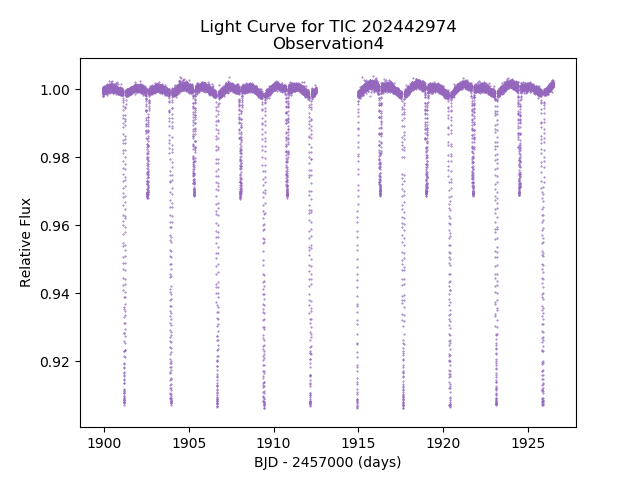 Light Curve for TIC 202442974
Observation4
1.00
0.98
0.96
0.94
0.92
Relative Flux
1900 1905 1910 1915 1920 1925
BJD - 2457000 (days)